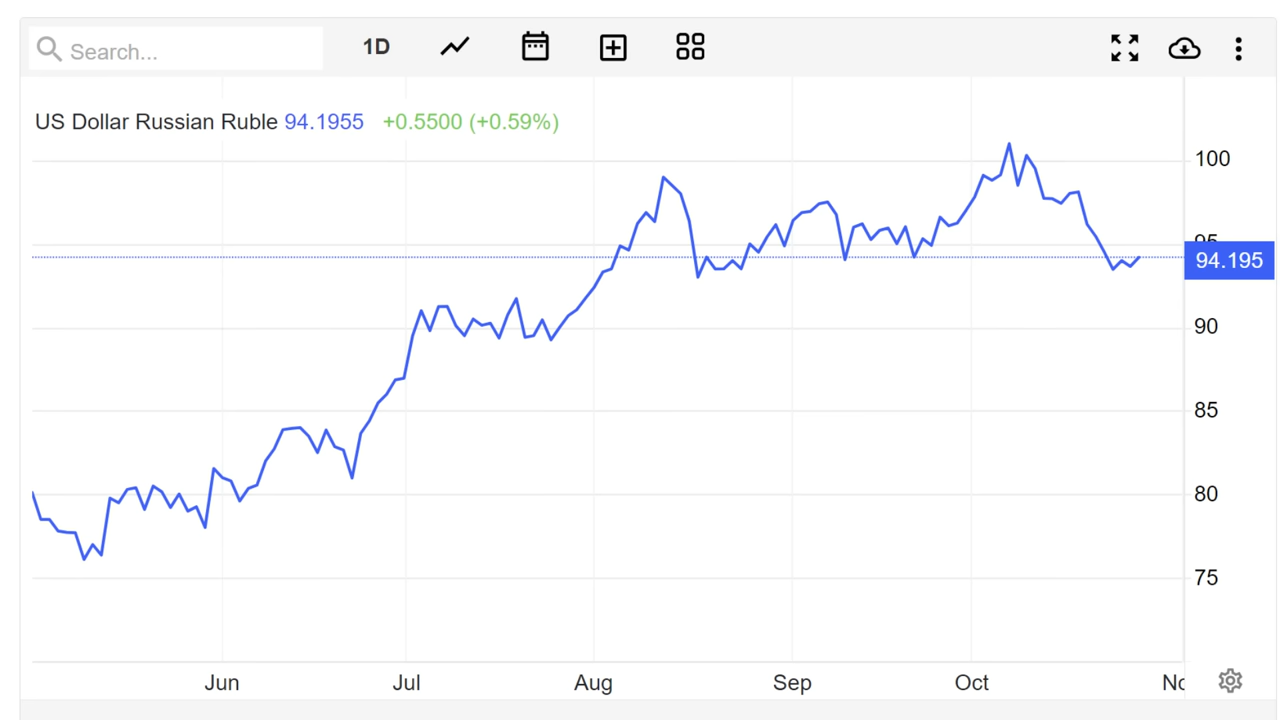 Search... 1D
US Dollar Russian Ruble 94.1955 +0.5500 (+0.59%)
100
95
94.195
90
85
80
75
Jun Jul Aug Sep Oct